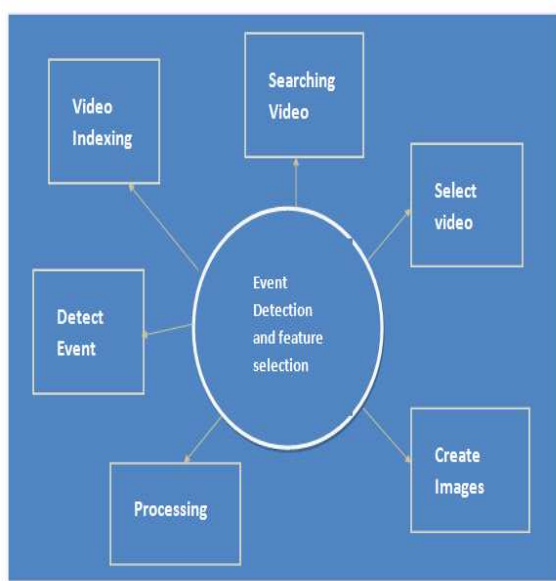 Searching
Video
Video
Indexing
Select
video
Event
Detection
and feature
selection
Detect
Event
Create
Images
Processing